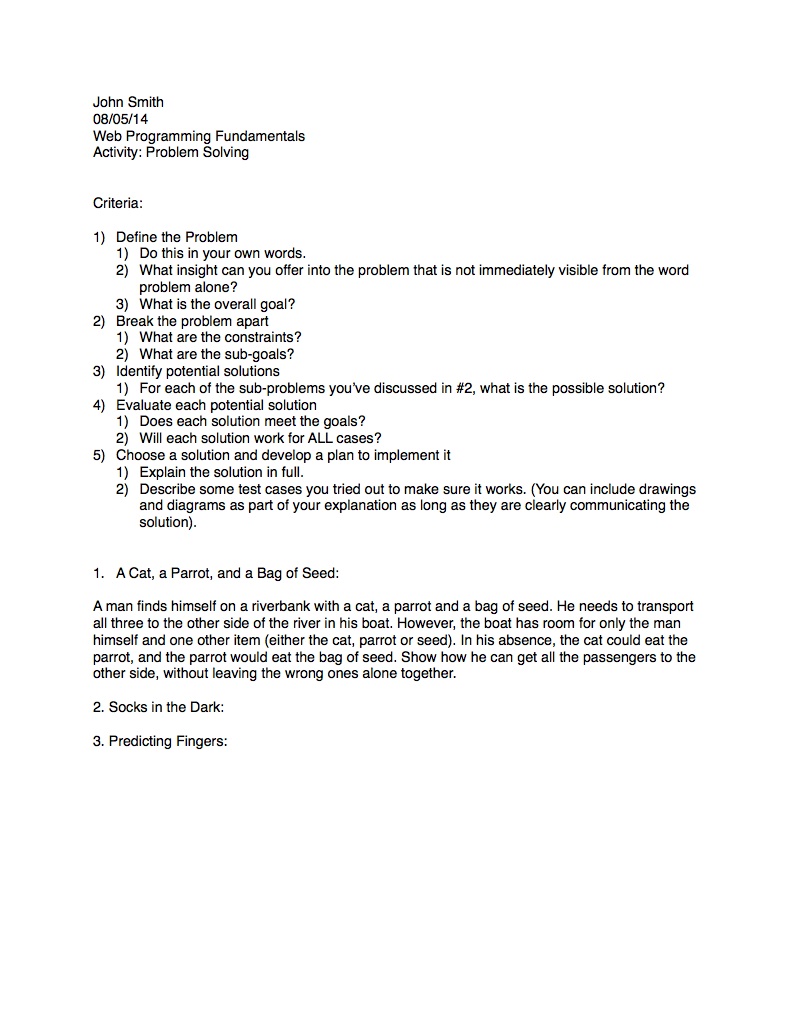 John Smith
08/05/14
Web Programming Fundamentals
Activity: Problem Solving
Criteria:
1) Define the Problem
1) Do this in your own words.
2) What insight can you offer into the problem that is not immediately visible from the word
problem alone?
3) What is the overall goal?
2) Break the problem apart
1) What are the constraints?
2) What are the sub-goals?
3) Identify potential solutions
1) For each of the sub-problems you've discussed in #2, what is the possible solution?
4) Evaluate each potential solution
1) Does each solution meet the goals?
2) Will each solution work for ALL cases?
5) Choose a solution and develop a plan to implement it
1) Explain the solution in full.
2) Describe some test cases you tried out to make sure it works. (You can include drawings
and diagrams as part of your explanation as long as they are clearly communicating the
solution).
1. A Cat, a Parrot, and a Bag of Seed:
A man finds himself on a riverbank with a cat, a parrot and a bag of seed. He needs to transport
all three to the other side of the river in his boat. However, the boat has room for only the man
himself and one other item (either the cat, parrot or seed). In his absence, the cat could eat the
parrot, and the parrot would eat the bag of seed. Show how he can get all the passengers to the
other side, without leaving the wrong ones alone together.
2. Socks in the Dark:
3. Predicting Fingers: